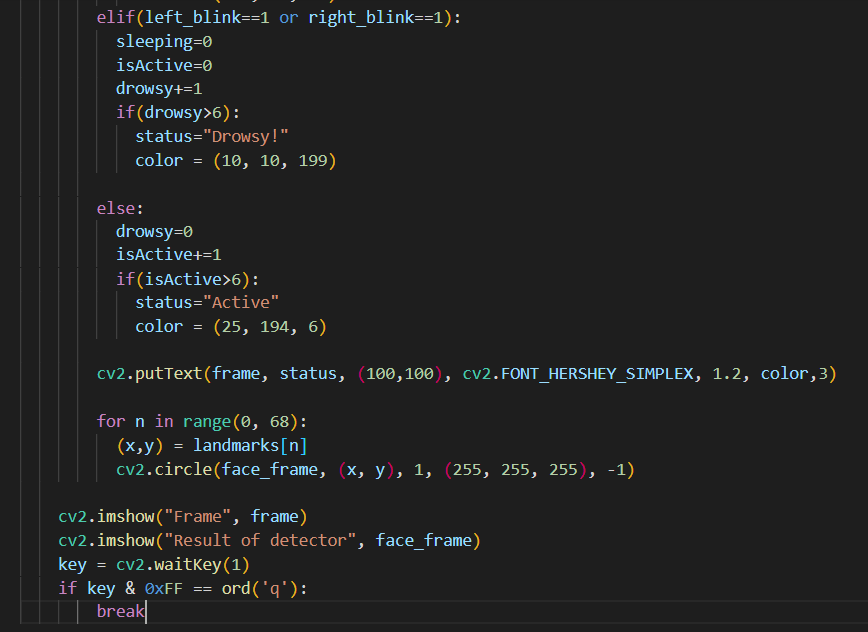 elif(left_blink==1 or right_blink==1):
sleeping=0
isActive=0
drowsy+=1
if(drowsy>6):
status="Drowsy!"
color = (10, 10, 199)
else:
drowsy=0
isActive+=1
if(isActive>6):
status="Active"
color = (25, 194, 6)
cv2.putText(frame, status, (100,100), cv2.FONT_HERSHEY_SIMPLEX, 1.2, color,3)
for n in range(0, 68):
(x,y) = landmarks[n]
cv2.circle(face_frame, (x, y), 1, (255, 255, 255), -1)
cv2.imshow("Frame", frame)
cv2.imshow("Result of detector", face_frame)
key = cv2.waitKey(1)
if key & 0xFF == ord('q'):
break